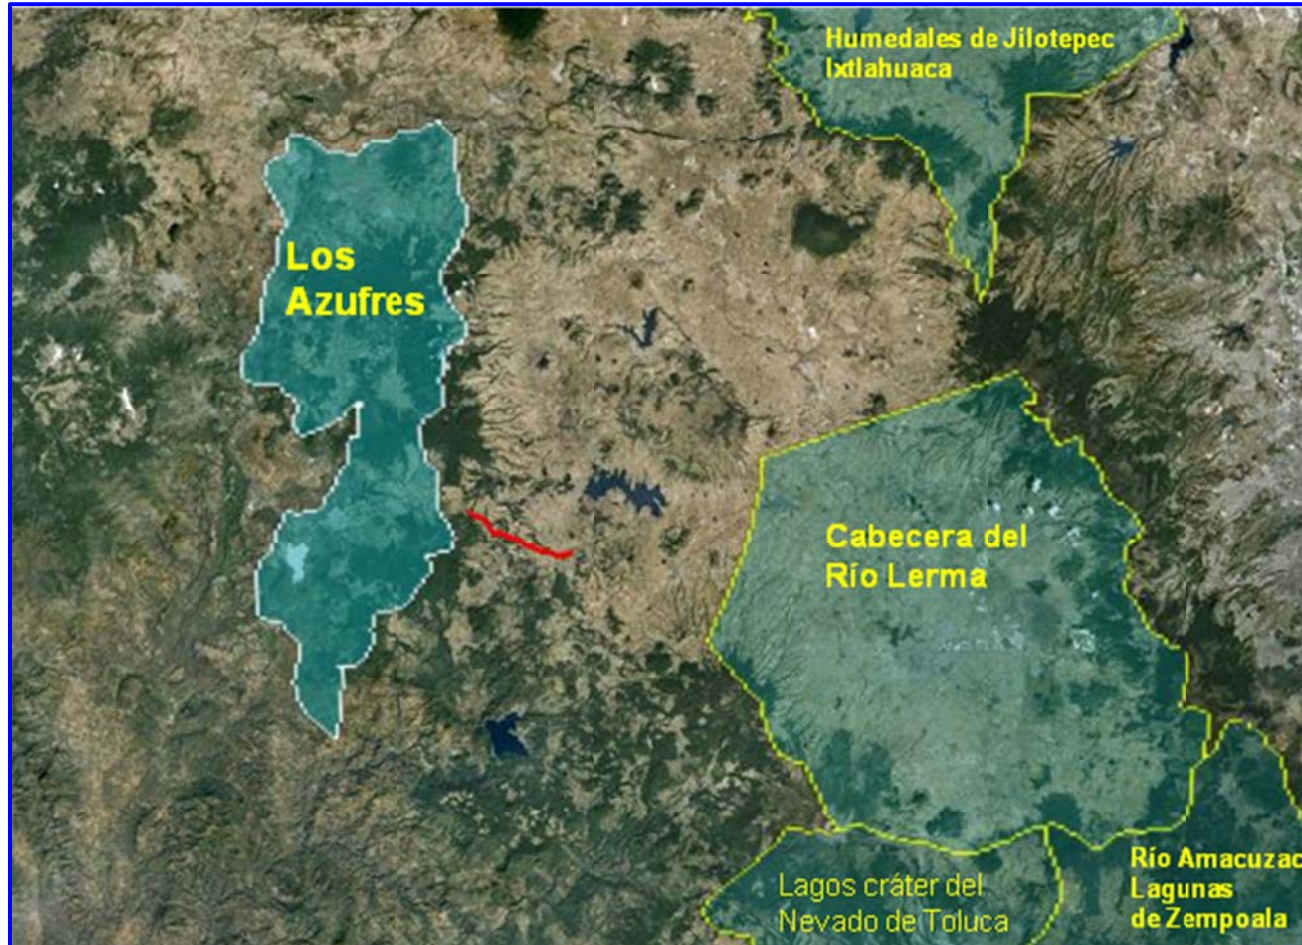 Humedales de Jilotepec
Ixtlahuaca
Los
Azufres
Cabecera del
Río Lerma
Lagos cráter del
Nevado de Toluca
Río Amacuzac
Lagunas
de Zempoala